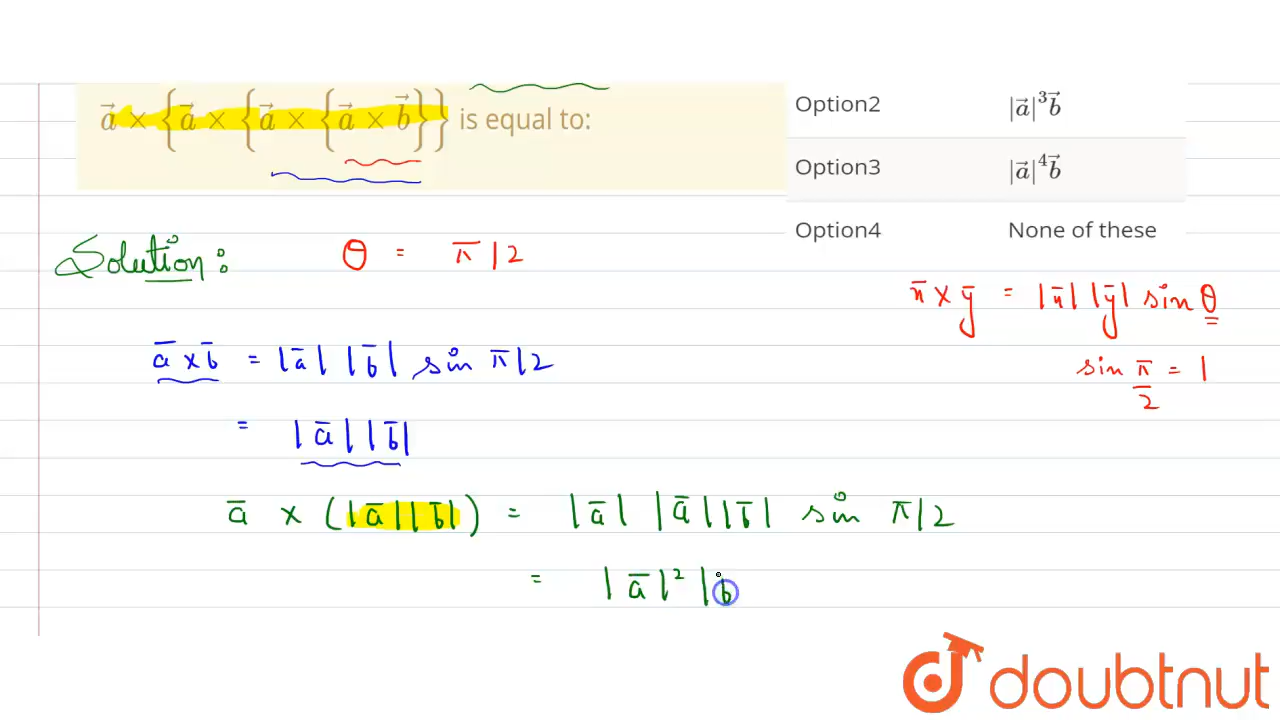 a⃗ × {a⃗ × {a⃗ × {a⃗ × b⃗}}} is equal to:
Option2 |a⃗|³b⃗
Option3 |a⃗|⁴b⃗
Option4 None of these
Solution: θ = π/2
x̄ × ȳ = |x̄| |ȳ| sin θ
sin π/2 = 1
ā × b̄ = |ā| |b̄| sin π/2
= |ā| |b̄|
ā × (|ā| |b̄|) = |ā| |ā| |b̄| sin π/2
= |ā|² |b
doubtnut